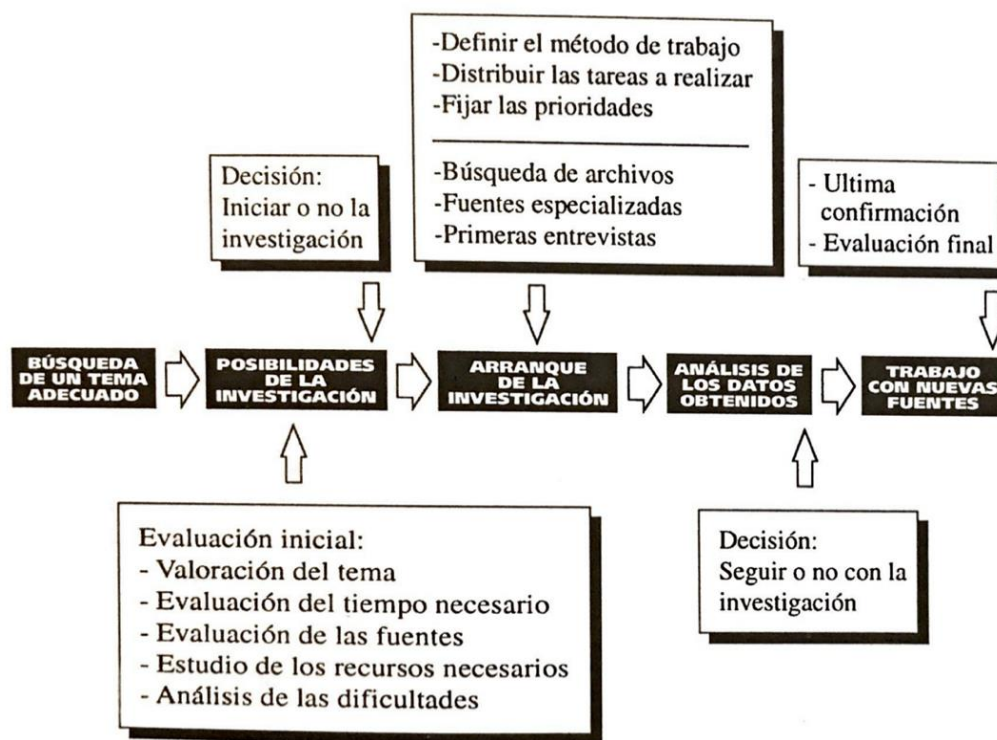 -Definir el método de trabajo
-Distribuir las tareas a realizar
-Fijar las prioridades
-Búsqueda de archivos
-Fuentes especializadas
-Primeras entrevistas
Decisión:
Iniciar o no la
investigación
- Ultima
confirmación
- Evaluación final
BÚSQUEDA
DE UN TEMA
ADECUADO
POSIBILIDADES
DE LA
INVESTIGACIÓN
ARRANQUE
DE LA
INVESTIGACIÓN
ANÁLISIS DE
LOS DATOS
OBTENIDOS
TRABAJO
CON NUEVAS
FUENTES
Evaluación inicial:
- Valoración del tema
- Evaluación del tiempo necesario
- Evaluación de las fuentes
- Estudio de los recursos necesarios
- Análisis de las dificultades
Decisión:
Seguir o no con la
investigación